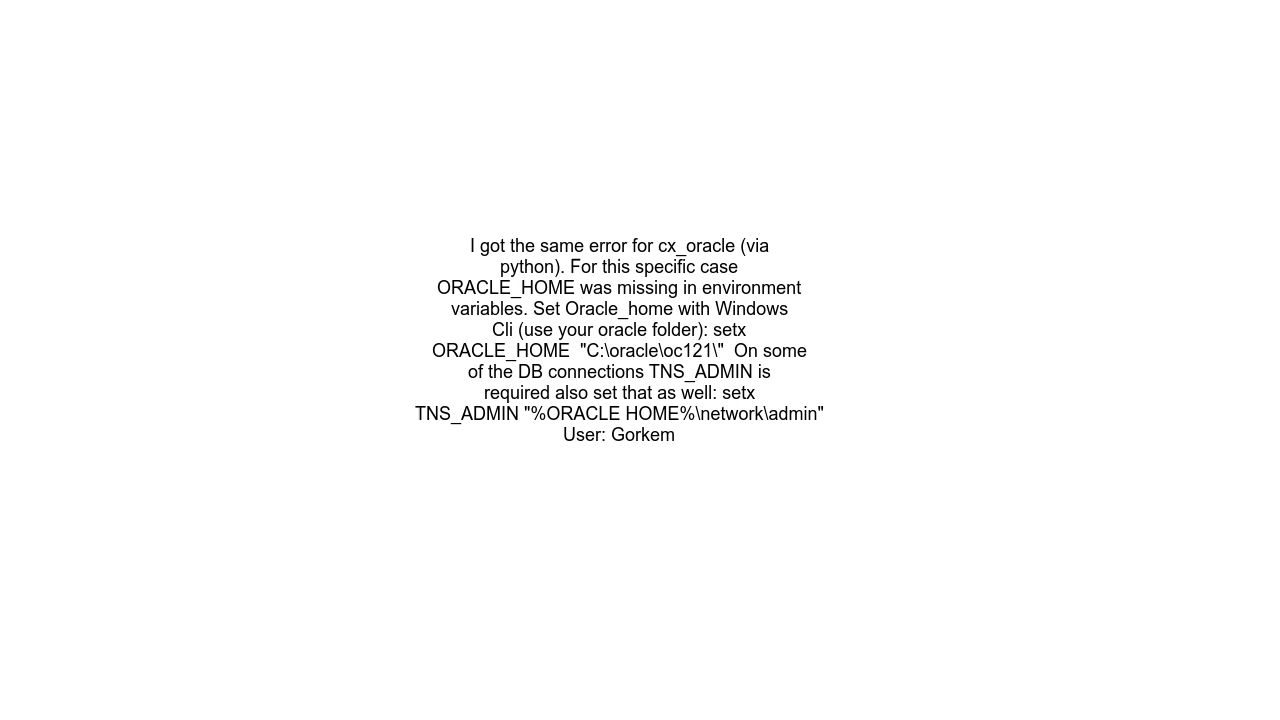 I got the same error for cx_oracle (via
python). For this specific case
ORACLE_HOME was missing in environment
variables. Set Oracle_home with Windows
Cli (use your oracle folder): setx
ORACLE_HOME  "C:\oracle\oc121\"  On some
of the DB connections TNS_ADMIN is
required also set that as well: setx
TNS_ADMIN "%ORACLE HOME%\network\admin"
User: Gorkem